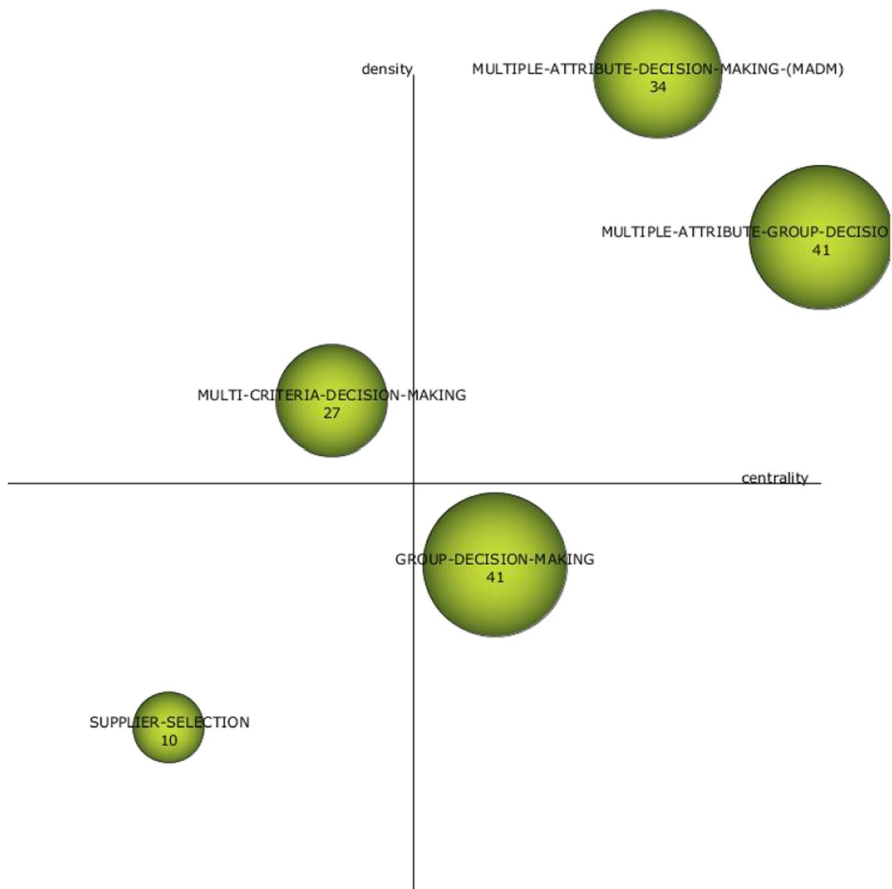 density
MULTIPLE-ATTRIBUTE-DECISION-MAKING-(MADM)
34
MULTIPLE-ATTRIBUTE-GROUP-DECISIO
41
MULTI-CRITERIA-DECISION-MAKING
27
centrality
GROUP-DECISION-MAKING
41
SUPPLIER-SELECTION
10